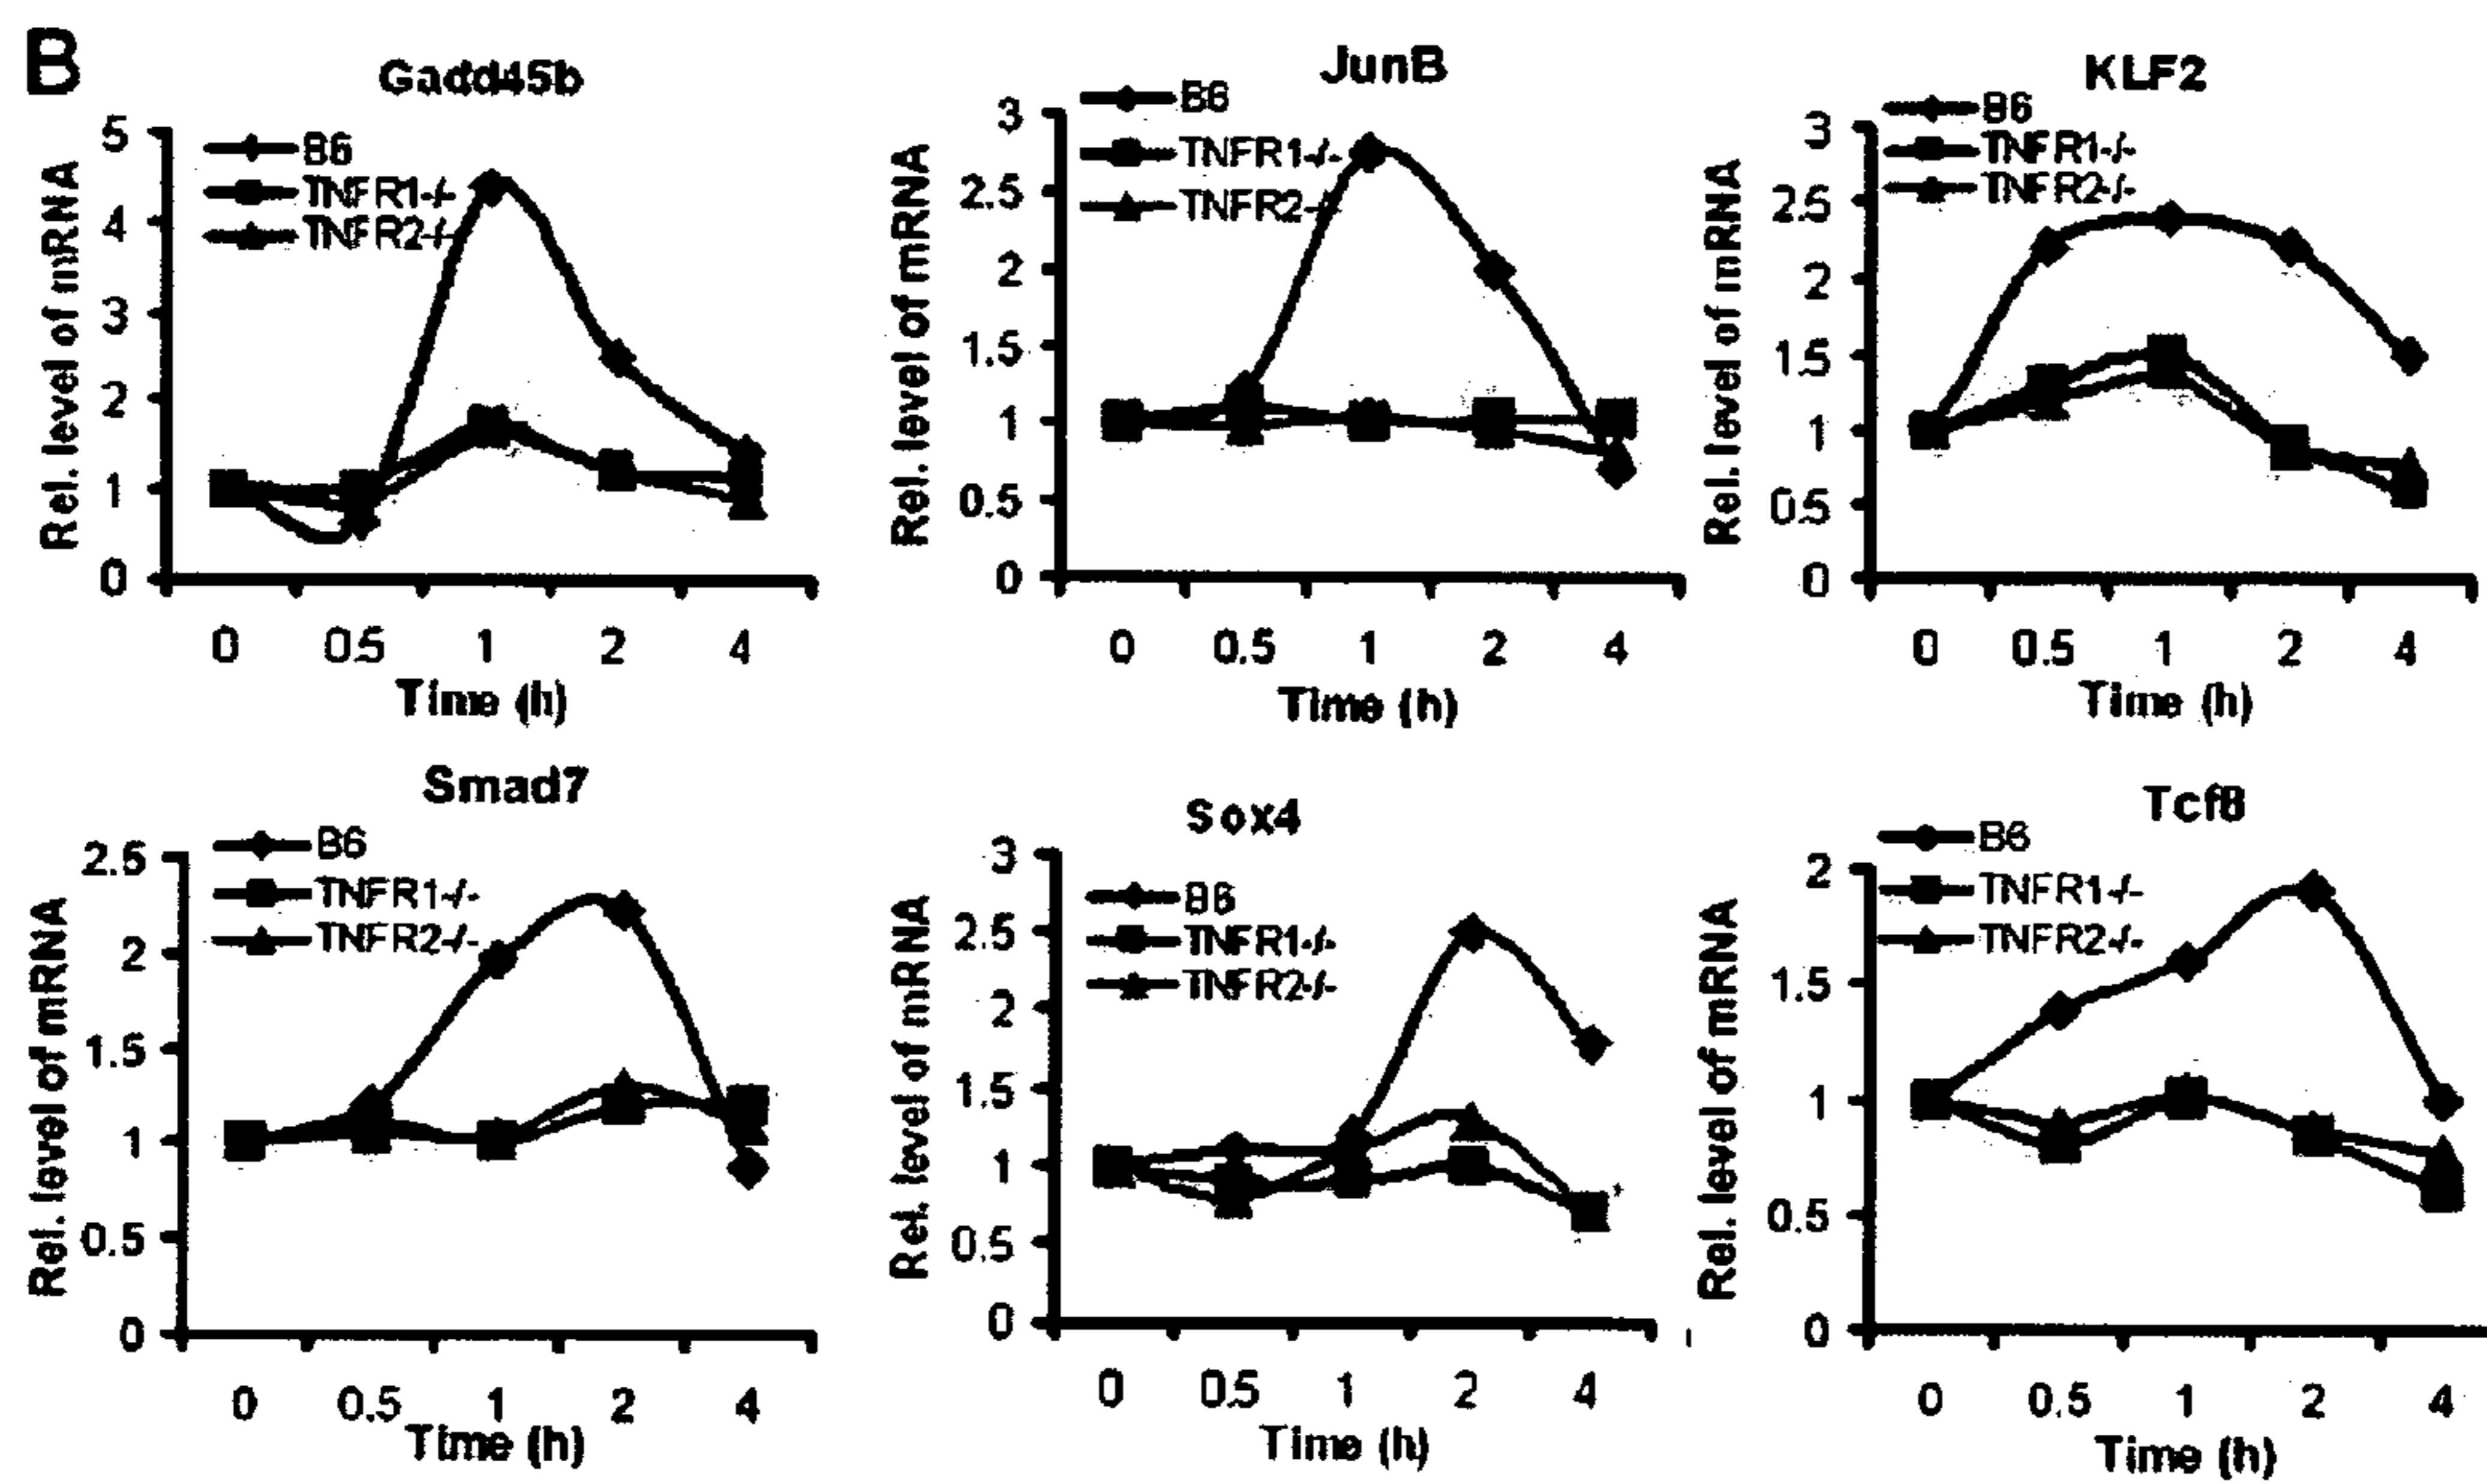 B
Gadd45b
B6
TNFR1-/-
TNFR2-/-
Rel. level of mRNA
5
4
3
2
1
0
0 0.5 1 2 4
Time (h)
JunB
B6
TNFR1-/-
TNFR2-/-
Rel. level of mRNA
3
2.5
2
1.5
1
0.5
0
0 0.5 1 2 4
Time (h)
KLF2
B6
TNFR1-/-
TNFR2-/-
Rel. level of mRNA
3
2.5
2
1.5
1
0.5
0
0 0.5 1 2 4
Time (h)
Smad7
B6
TNFR1-/-
TNFR2-/-
Rel. level of mRNA
2.5
2
1.5
1
0.5
0
0 0.5 1 2 4
Time (h)
Sox4
B6
TNFR1-/-
TNFR2-/-
Rel. level of mRNA
3
2.5
2
1.5
1
0.5
0
0 0.5 1 2 4
Time (h)
Tcf8
B6
TNFR1-/-
TNFR2-/-
Rel. level of mRNA
2
1.5
1
0.5
0
0 0.5 1 2 4
Time (h)